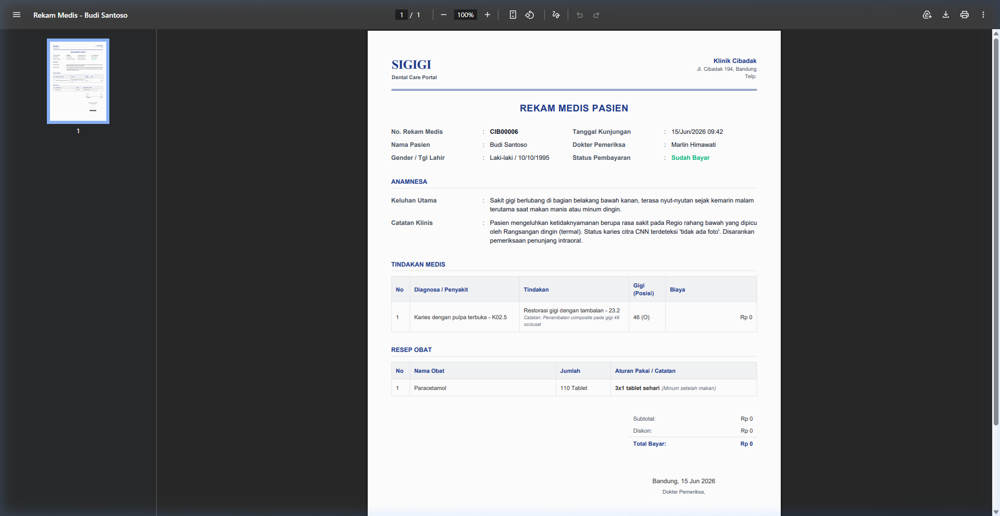 Rekam Medis - Budi Santoso
1 / 1
100%
1
SIGIGI
Dental Care Portal
Klinik Cibadak
Jl. Cibadak 194, Bandung
Telp:
REKAM MEDIS PASIEN
No. Rekam Medis : CIB00006 Tanggal Kunjungan : 15/Jun/2026 09:42
Nama Pasien : Budi Santoso Dokter Pemeriksa : Marlin Himawati
Gender / Tgl Lahir : Laki-laki / 10/10/1995 Status Pembayaran : Sudah Bayar
ANAMNESA
Keluhan Utama : Sakit gigi berlubang di bagian belakang bawah kanan, terasa nyut-nyutan sejak kemarin malam
terutama saat makan manis atau minum dingin.
Catatan Klinis : Pasien mengeluhkan ketidaknyamanan berupa rasa sakit pada Regio rahang bawah yang dipicu
oleh Rangsangan dingin (termal). Status karies citra CNN terdeteksi 'tidak ada foto'. Disarankan
pemeriksaan penunjang intraoral.
TINDAKAN MEDIS
No Diagnosa / Penyakit Tindakan Gigi (Posisi) Biaya
1 Karies dengan pulpa terbuka - K02.5 Restorasi gigi dengan tambalan - 23.2 46 (O) Rp 0
Catatan: Penambalan composite pada gigi 46
occlusal
RESEP OBAT
No Nama Obat Jumlah Aturan Pakai / Catatan
1 Paracetamol 110 Tablet 3x1 tablet sehari (Minum setelah makan)
Subtotal: Rp 0
Diskon: Rp 0
Total Bayar: Rp 0
Bandung, 15 Jun 2026
Dokter Pemeriksa,